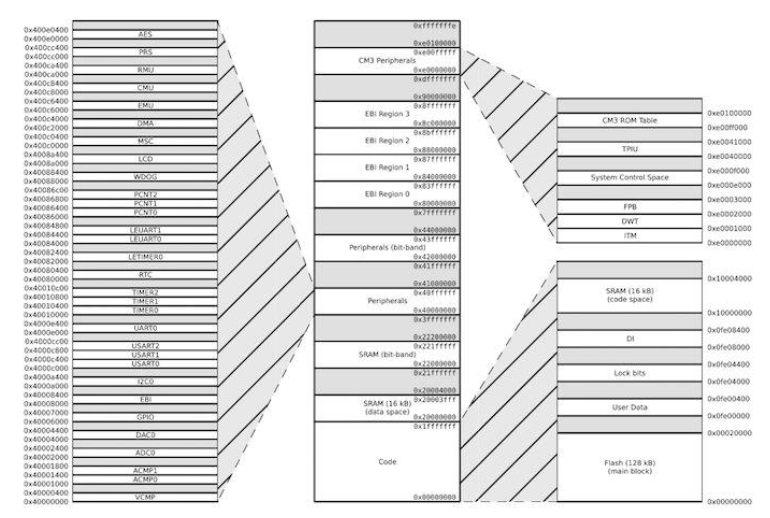 0x400e0400
AES
0x400e0000
0x400cc400
PRS
0x400cc000
0x400ca400
RMU
0x400ca000
0x400c8400
CMU
0x400c8000
0x400c6400
EMU
0x400c6000
0x400c4000
DMA
0x400c2000
0x400c0400
MSC
0x400c0000
0x4008a400
LCD
0x4008a000
0x40088400
WDOG
0x40088000
0x40086c00
PCNT2
0x40086800
PCNT1
0x40086400
PCNT0
0x40086000
0x40084800
LEUART1
0x40084400
LEUART0
0x40084000
0x40082400
LETIMER0
0x40082000
0x40080400
RTC
0x40080000
0x40010c00
TIMER2
0x40010800
TIMER1
0x40010400
TIMER0
0x40010000
0x4000e400
UART0
0x4000e000
0x4000cc00
USART2
0x4000c800
USART1
0x4000c400
USART0
0x4000c000
0x4000a400
I2C0
0x4000a000
0x40008400
EBI
0x40008000
0x40007000
GPIO
0x40006000
0x40004400
DAC0
0x40004000
0x40002400
ADC0
0x40002000
0x40001800
ACMP1
0x40001400
ACMP0
0x40001000
0x40000400
VCMP
0x40000000
0xfffffffe
0xe0100000
0xe00fffff
CM3 Peripherals
0xe0000000
0xdfffffff
0x90000000
0x8fffffff
EBI Region 3
0x8c000000
0x8bffffff
EBI Region 2
0x88000000
0x87ffffff
EBI Region 1
0x84000000
0x83ffffff
EBI Region 0
0x80000000
0x7fffffff
0x44000000
0x43ffffff
Peripherals (bit-band)
0x42000000
0x41ffffff
0x41000000
0x40ffffff
Peripherals
0x40000000
0x3fffffff
0x22200000
0x221fffff
SRAM (bit-band)
0x22000000
0x21ffffff
0x20004000
0x20003fff
SRAM (16 kB)
(data space)
0x20000000
0x1fffffff
Code
0x00000000
0xe0100000
CM3 ROM Table
0xe00ff000
0xe0041000
TPIU
0xe0040000
0xe000f000
System Control Space
0xe000e000
0xe0003000
FPB
0xe0002000
DWT
0xe0001000
ITM
0xe0000000
0x10004000
SRAM (16 kB)
(code space)
0x10000000
0x0fe08400
DI
0x0fe08000
0x0fe04400
Lock bits
0x0fe04000
0x0fe00400
User Data
0x0fe00000
0x00020000
Flash (128 kB)
(main block)
0x00000000